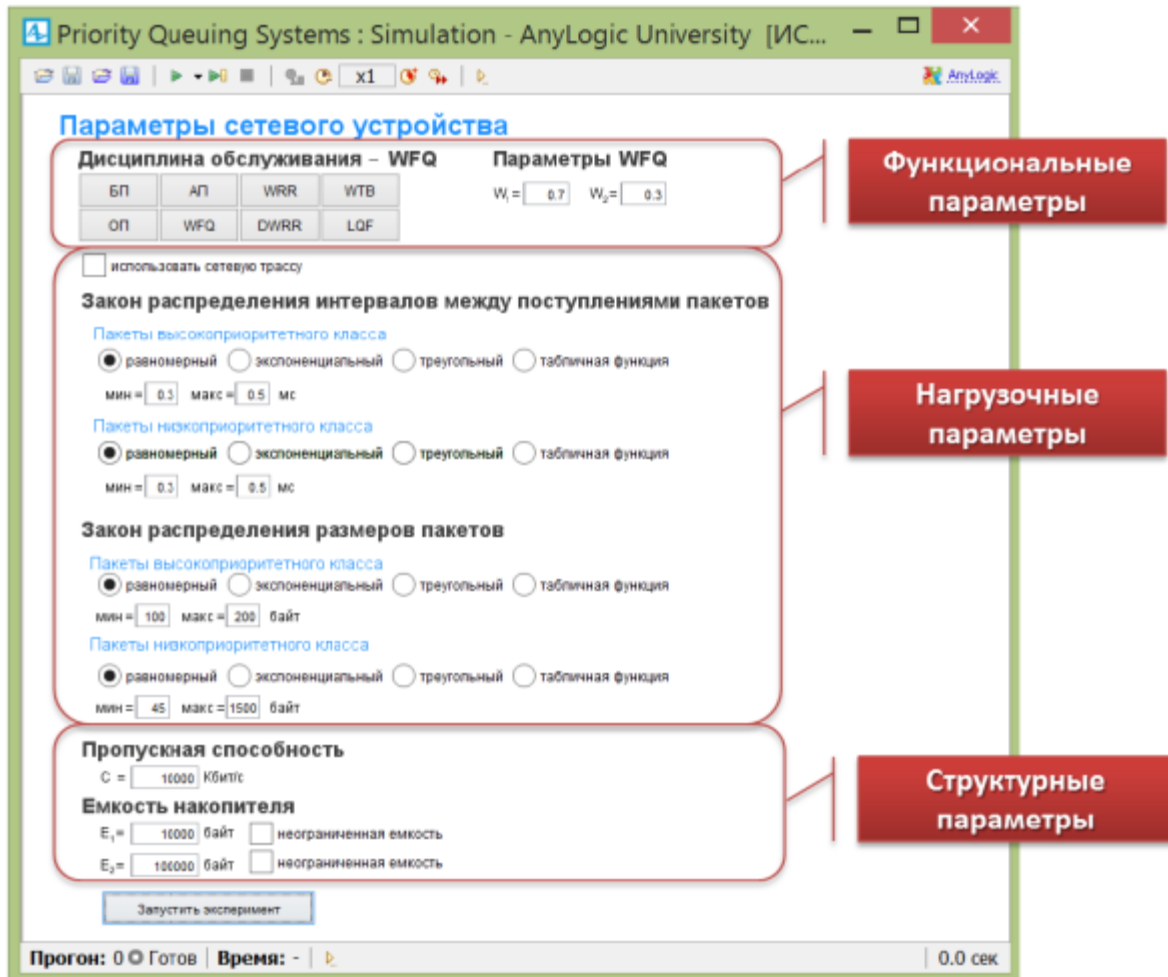 Priority Queuing Systems : Simulation - AnyLogic University [ИС...
x1 AnyLogic
Параметры сетевого устройства
Дисциплина обслуживания – WFQ Параметры WFQ
БП АП WRR WTB W₁= 0.7 W₂= 0.3
ОП WFQ DWRR LQF
Функциональные
параметры
использовать сетевую трассу
Закон распределения интервалов между поступлениями пакетов
Пакеты высокоприоритетного класса
равномерный экспоненциальный треугольный табличная функция
мин = 0.3 макс = 0.5 мс
Пакеты низкоприоритетного класса
равномерный экспоненциальный треугольный табличная функция
мин = 0.3 макс = 0.5 мс
Нагрузочные
параметры
Закон распределения размеров пакетов
Пакеты высокоприоритетного класса
равномерный экспоненциальный треугольный табличная функция
мин = 100 макс = 200 байт
Пакеты низкоприоритетного класса
равномерный экспоненциальный треугольный табличная функция
мин = 45 макс = 1500 байт
Пропускная способность
C = 10000 Кбит/с
Емкость накопителя
E₁= 10000 байт неограниченная емкость
E₂= 100000 байт неограниченная емкость
Структурные
параметры
Запустить эксперимент
Прогон: 0 Готов Время: - 0.0 сек